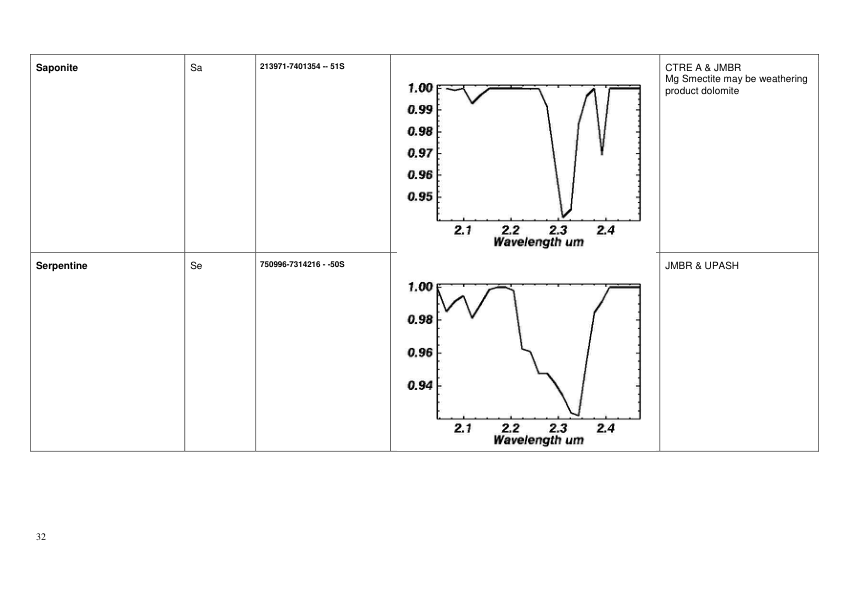 Saponite
Sa
213971-7401354 -- 51S
1.00
0.99
0.98
0.97
0.96
0.95
2.1 2.2 2.3 2.4
Wavelength um
CTRE A & JMBR
Mg Smectite may be weathering
product dolomite
Serpentine
Se
750996-7314216 - -50S
1.00
0.98
0.96
0.94
2.1 2.2 2.3 2.4
Wavelength um
JMBR & UPASH
32